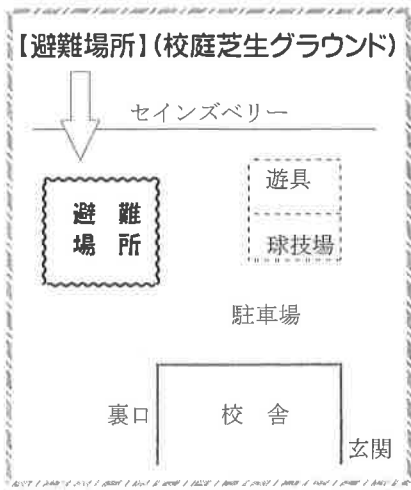 【避難場所】(校庭芝生グラウンド)
セインズベリー
避難
場所
遊具
球技場
駐車場
裏口
校舎
玄関